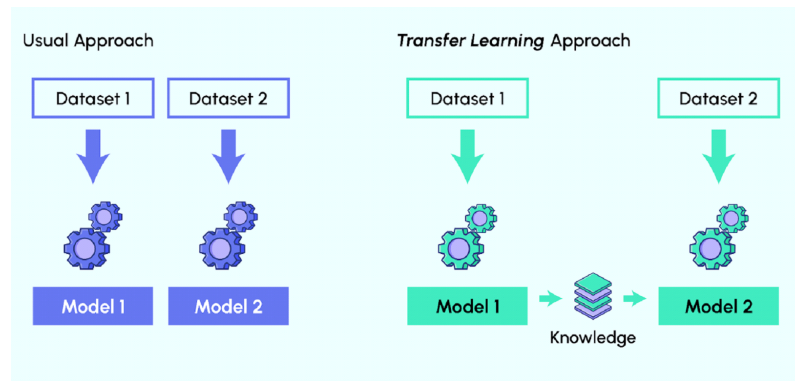 Usual Approach
Transfer Learning Approach
Dataset 1
Dataset 2
Dataset 1
Dataset 2
Model 1
Model 2
Model 1
Model 2
Knowledge